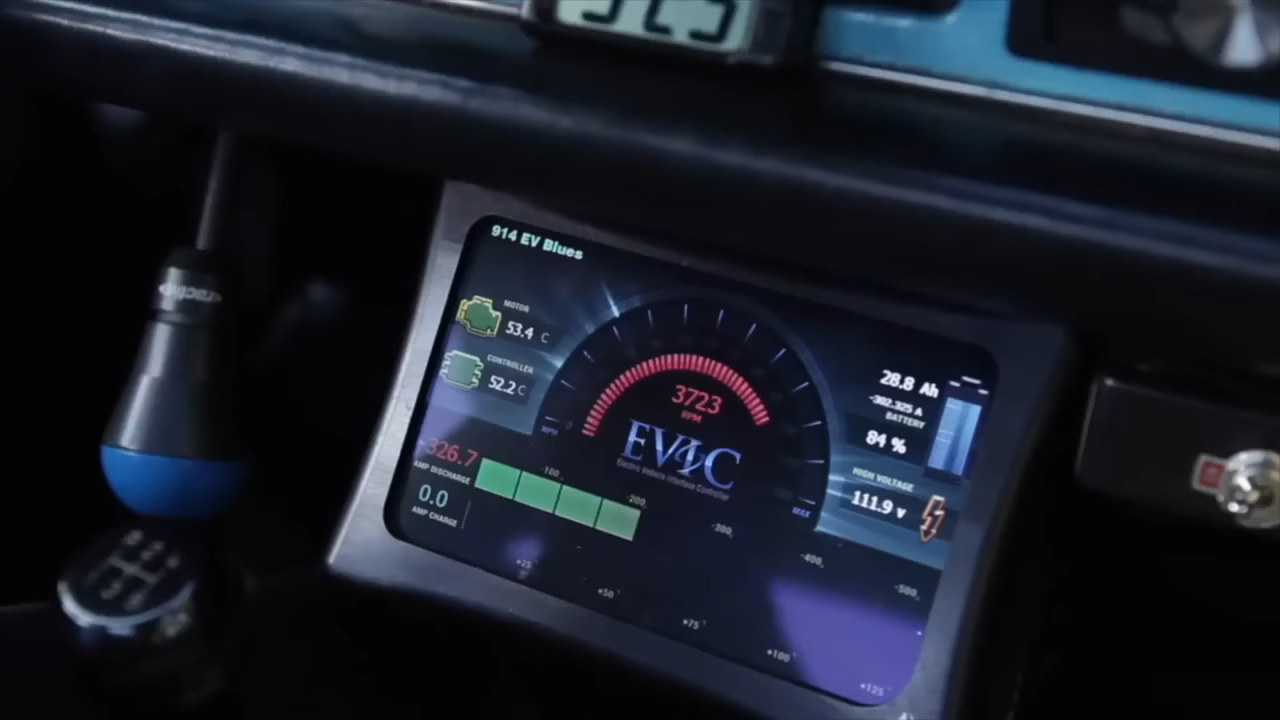 914 EV Blues
MOTOR
53.4 C
CONTROLLER
52.2 C
-326.7
AMP DISCHARGE
0.0
AMP CHARGE
3723
RPM
EVIC
Electric Vehicle Interface Controller
MPH
0
MAX
28.8 Ah
-302.325 A
BATTERY
84 %
HIGH VOLTAGE
111.9 v
-100
-200
-300
-400
-500
+25
+50
+75
+100
+125